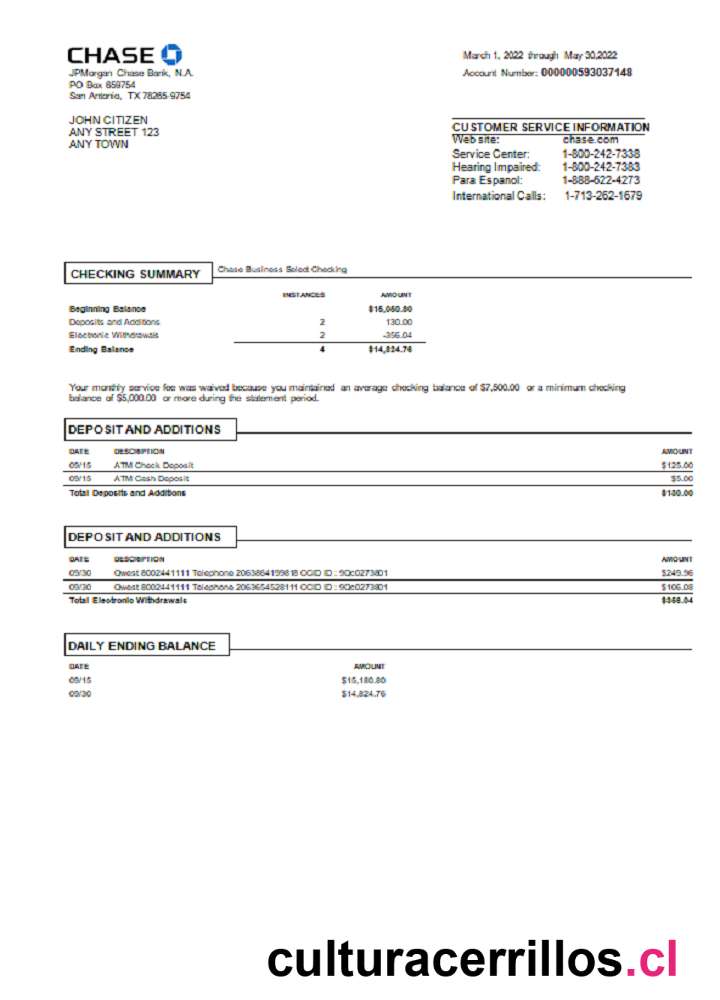 CHASE
JPMorgan Chase Bank, N.A.
PO Box 659754
San Antonio, TX 78265-9754
March 1, 2022 through May 30,2022
Account Number: 000000593037148
JOHN CITIZEN
ANY STREET 123
ANY TOWN
CUSTOMER SERVICE INFORMATION
Web site: chase.com
Service Center: 1-800-242-7338
Hearing Impaired: 1-800-242-7383
Para Espanol: 1-888-622-4273
International Calls: 1-713-262-1679
CHECKING SUMMARY Chase Business Select Checking
INSTANCES AMOUNT
Beginning Balance $15,050.80
Deposits and Additions 2 130.00
Electronic Withdrawals 2 -356.04
Ending Balance 4 $14,824.76
Your monthly service fee was waived because you maintained an average checking balance of $7,500.00 or a minimum checking
balance of $5,000.00 or more during the statement period.
DEPOSIT AND ADDITIONS
DATE DESCRIPTION AMOUNT
09/15 ATM Check Deposit $125.00
09/15 ATM Cash Deposit $5.00
Total Deposits and Additions $130.00
DEPOSIT AND ADDITIONS
DATE DESCRIPTION AMOUNT
09/30 Qwest 8002441111 Telephone 2063864199818 CCID ID : 9Qc0273801 $249.96
09/30 Qwest 8002441111 Telephone 2063654528111 CCID ID : 9Qc0273801 $106.08
Total Electronic Withdrawals $356.04
DAILY ENDING BALANCE
DATE AMOUNT
09/15 $15,180.80
09/30 $14,824.76
culturacerrillos.cl